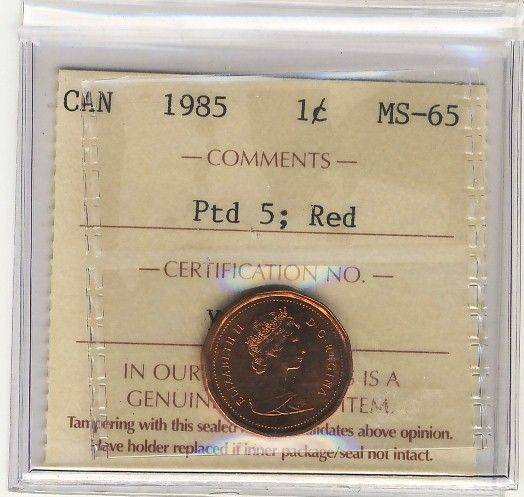 CAN 1985 1¢ MS-65
— COMMENTS —
Ptd 5; Red
— CERTIFICATION NO. —
ELIZABETH II D·G·REGINA
IN OUR IS A
GENUIN ITEM.
Tampering with this sealed dates above opinion.
Have holder replaced if inner package/seal not intact.